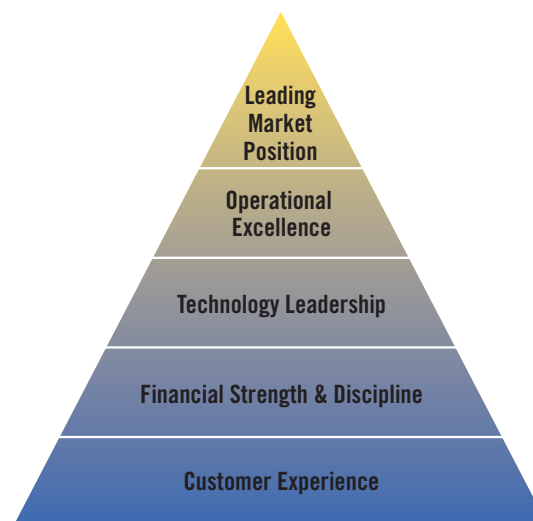 Leading
Market
Position
Operational
Excellence
Technology Leadership
Financial Strength & Discipline
Customer Experience